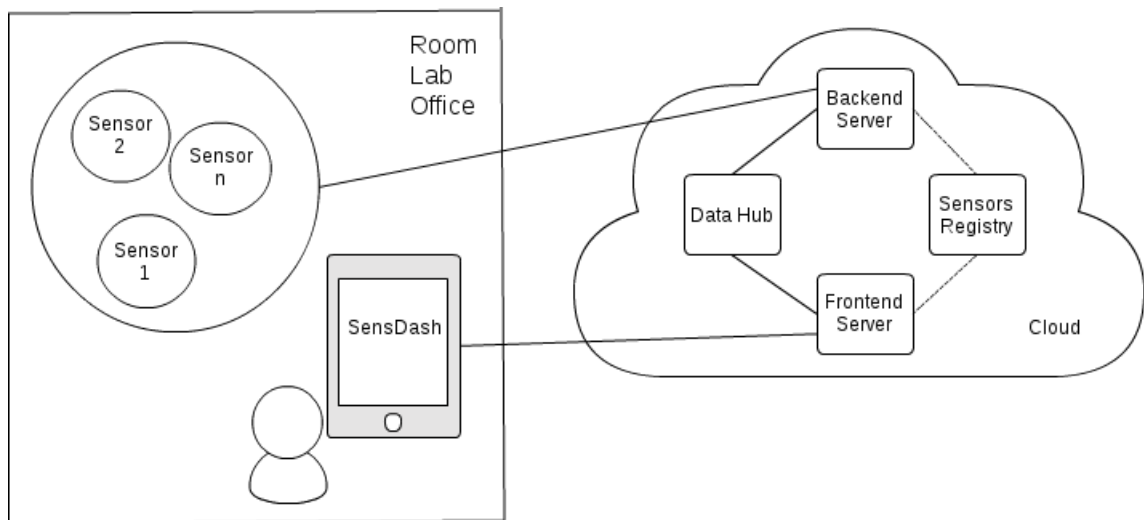 Room
Lab
Office
Sensor
2
Sensor
n
Sensor
1
SensDash
Backend
Server
Data Hub
Sensors
Registry
Frontend
Server
Cloud